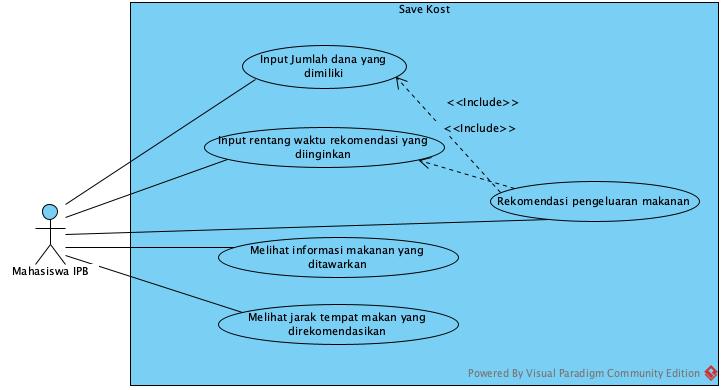 Save Kost
Input Jumlah dana yang
dimiliki
<<Include>>
<<Include>>
Input rentang waktu rekomendasi yang
diinginkan
Rekomendasi pengeluaran makanan
Mahasiswa IPB
Melihat informasi makanan yang
ditawarkan
Melihat jarak tempat makan yang
direkomendasikan
Powered By Visual Paradigm Community Edition